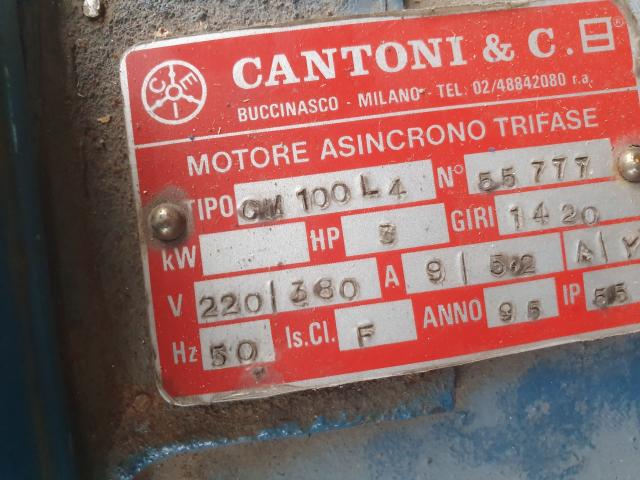 CANTONI & C.
BUCCINASCO - MILANO - TEL. 02/48842080 r.a.
MOTORE ASINCRONO TRIFASE
TIPO GM 100 L 4 N° 55777
kW HP 3 GIRI 1420
V 220/380 A 9/5.2 Δ/Y
Hz 50 Is.Cl. F ANNO 95 IP 55